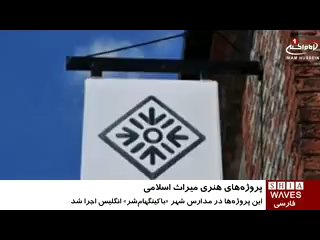 IMAM HUSSEIN
پروژه‌های هنری میراث اسلامی
این پروژه‌ها در مدارس شهر «باکینگهام‌شر» انگلیس اجرا شد
SHIA
WAVES
فارسی